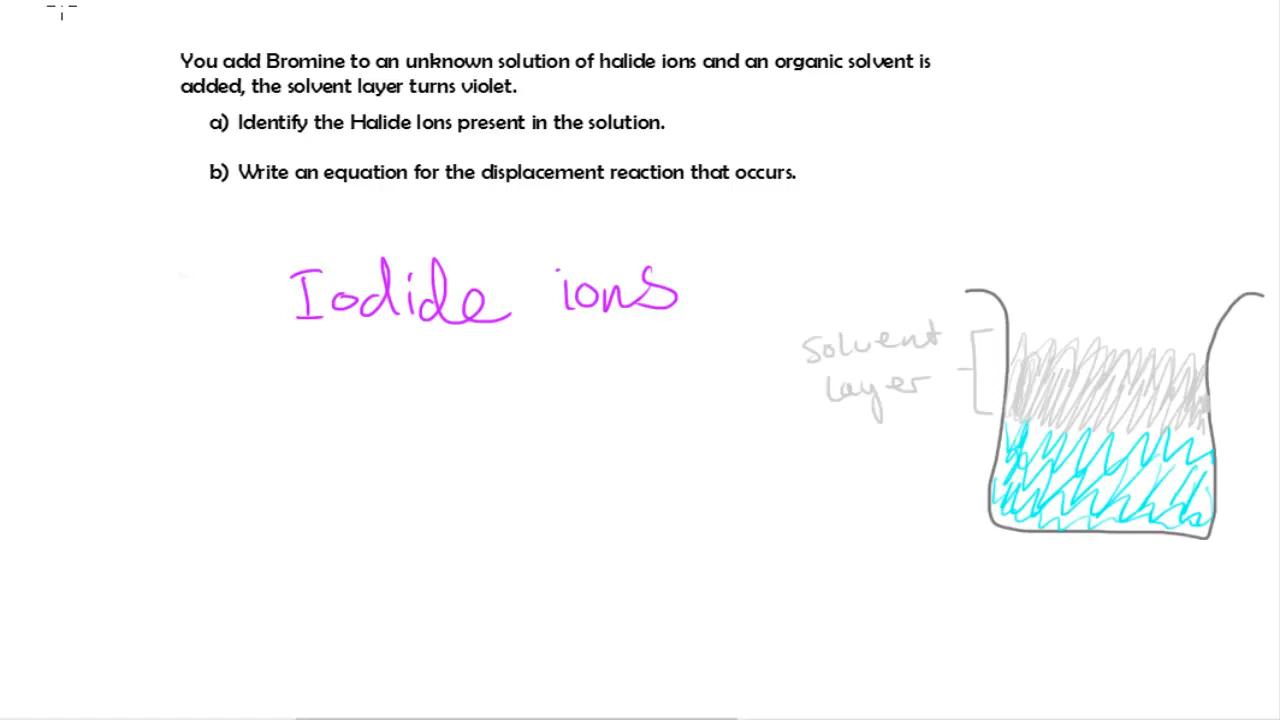 You add Bromine to an unknown solution of halide ions and an organic solvent is
added, the solvent layer turns violet.
a) Identify the Halide Ions present in the solution.
b) Write an equation for the displacement reaction that occurs.
Iodide ions
Solvent
layer